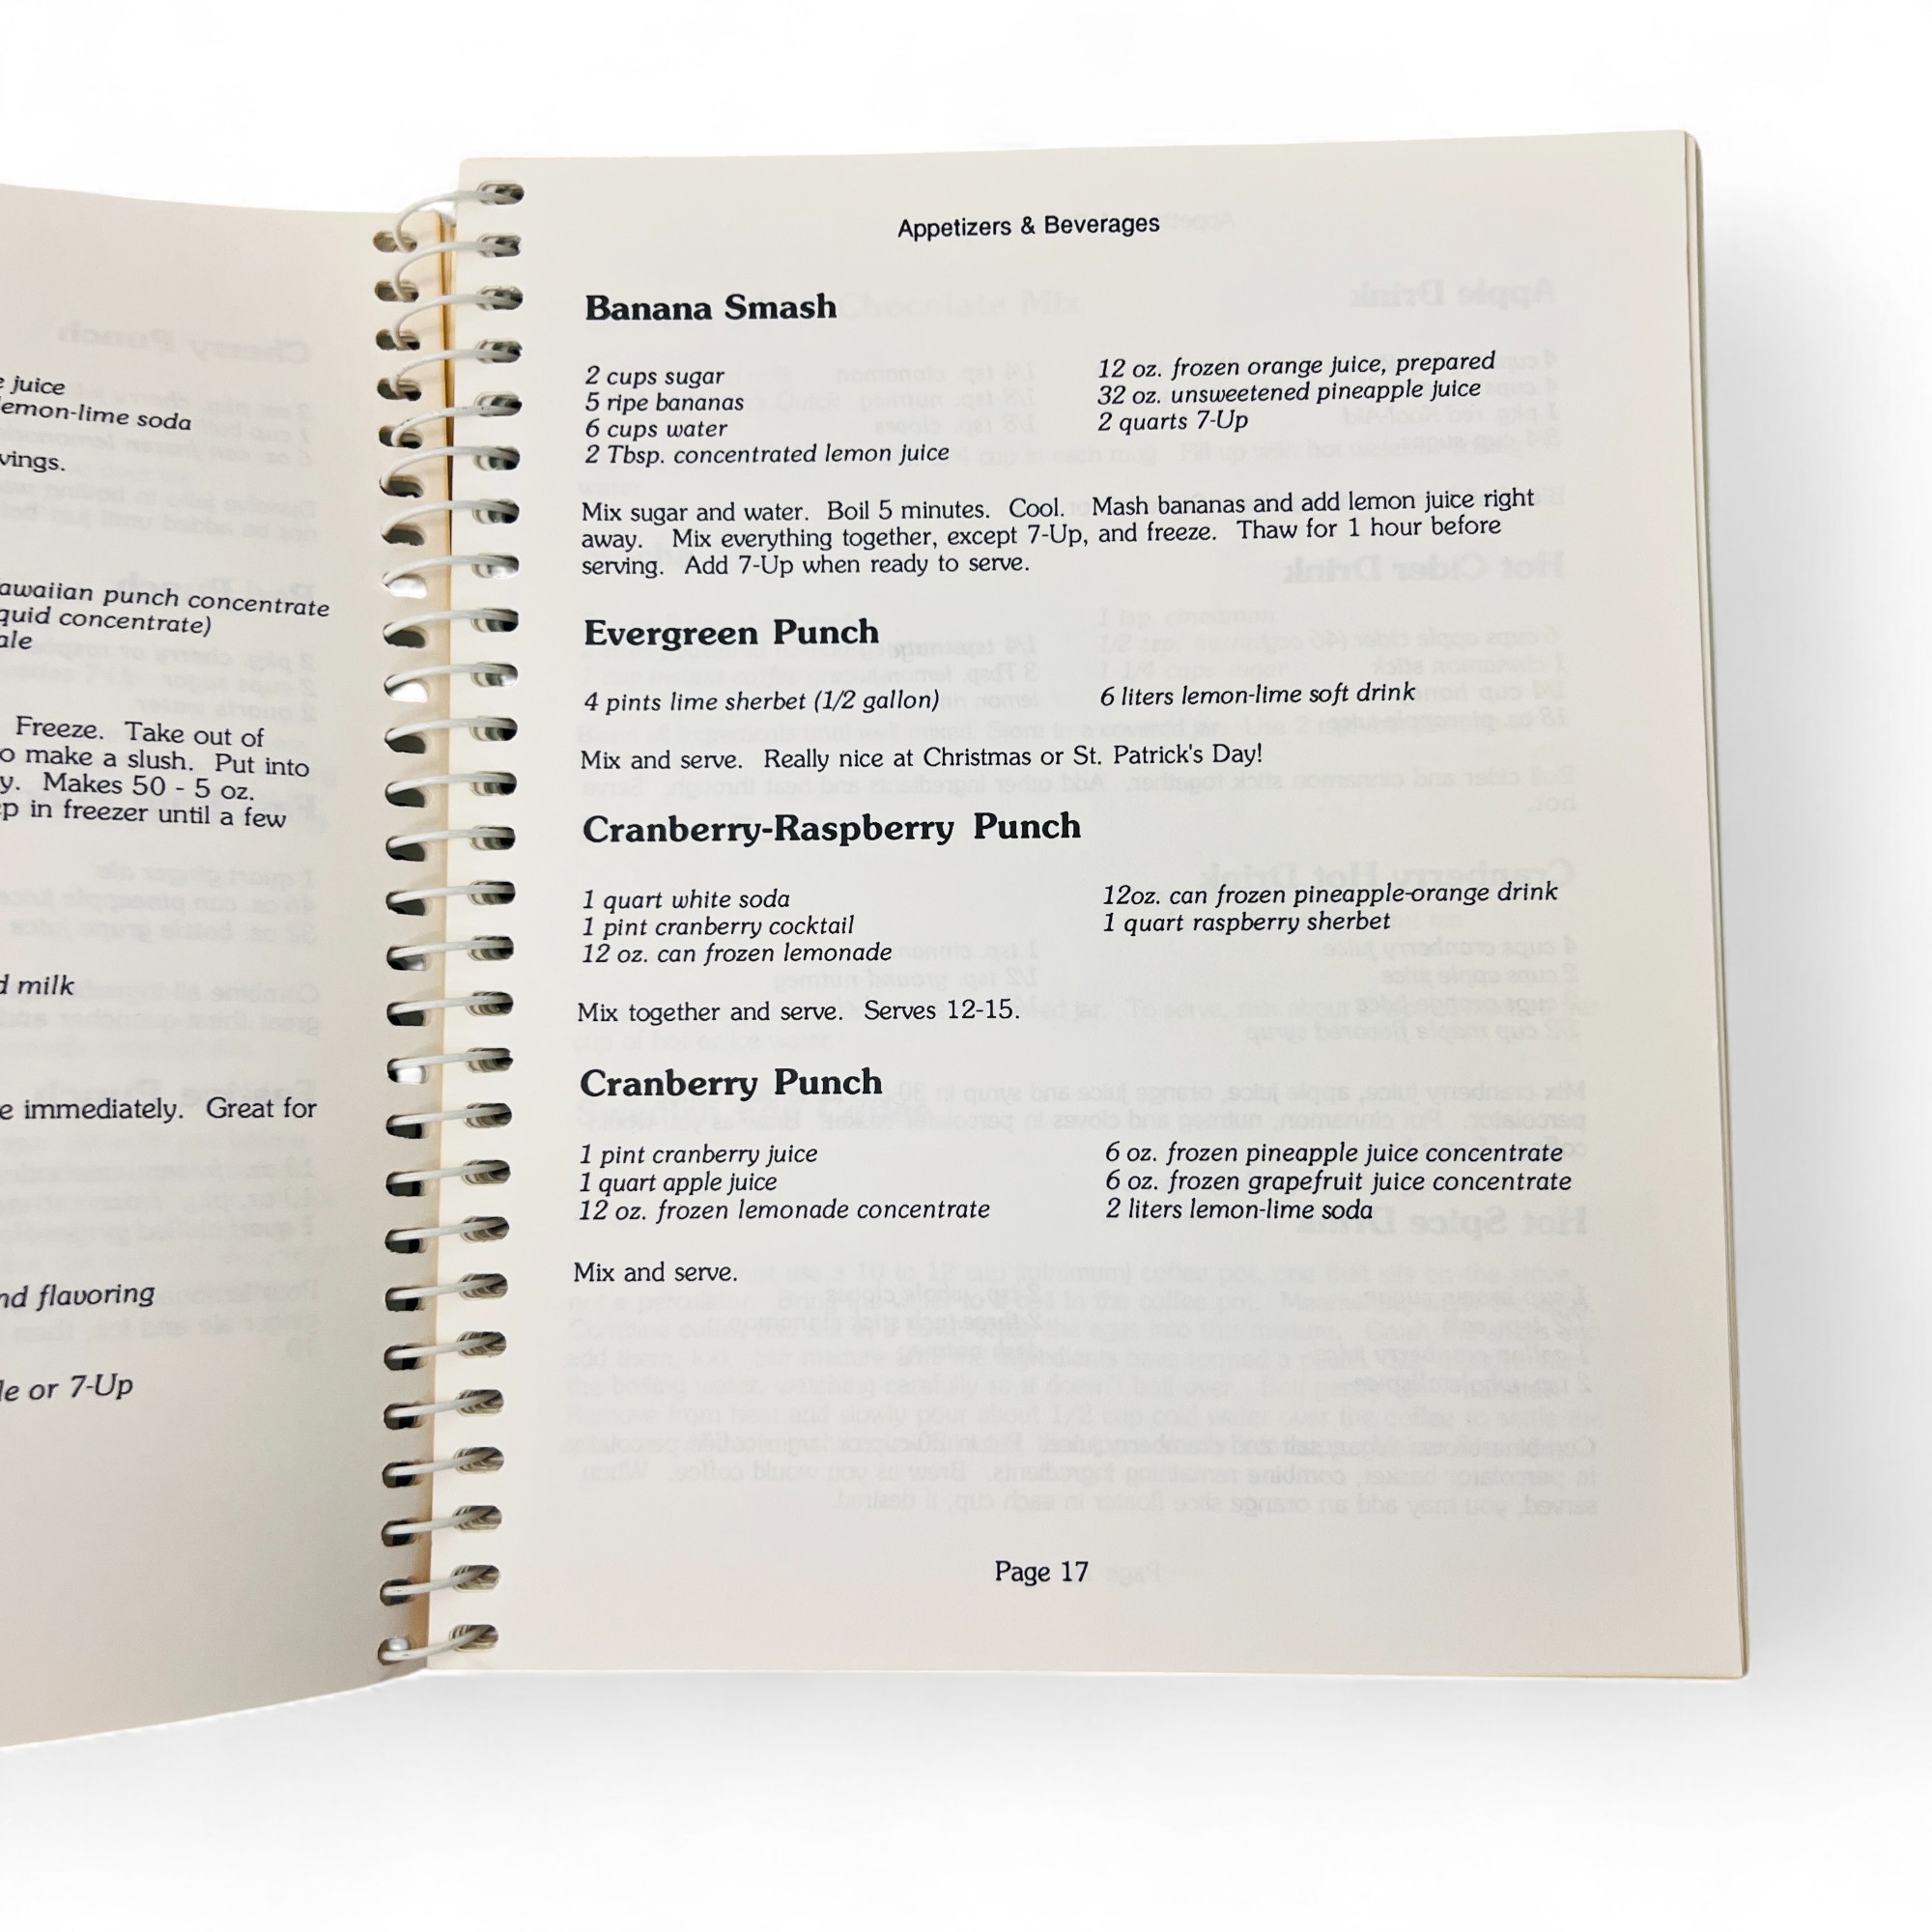 e juice
emon-lime soda
vings.
awaiian punch concentrate
quid concentrate)
ale
Freeze. Take out of
o make a slush. Put into
y. Makes 50 - 5 oz.
p in freezer until a few
d milk
e immediately. Great for
nd flavoring
le or 7-Up
Appetizers & Beverages
Banana Smash
2 cups sugar
5 ripe bananas
6 cups water
2 Tbsp. concentrated lemon juice
12 oz. frozen orange juice, prepared
32 oz. unsweetened pineapple juice
2 quarts 7-Up
Mix sugar and water. Boil 5 minutes. Cool. Mash bananas and add lemon juice right
away. Mix everything together, except 7-Up, and freeze. Thaw for 1 hour before
serving. Add 7-Up when ready to serve.
Evergreen Punch
4 pints lime sherbet (1/2 gallon)
6 liters lemon-lime soft drink
Mix and serve. Really nice at Christmas or St. Patrick's Day!
Cranberry-Raspberry Punch
1 quart white soda
1 pint cranberry cocktail
12 oz. can frozen lemonade
12oz. can frozen pineapple-orange drink
1 quart raspberry sherbet
Mix together and serve. Serves 12-15.
Cranberry Punch
1 pint cranberry juice
1 quart apple juice
12 oz. frozen lemonade concentrate
6 oz. frozen pineapple juice concentrate
6 oz. frozen grapefruit juice concentrate
2 liters lemon-lime soda
Mix and serve.
Page 17